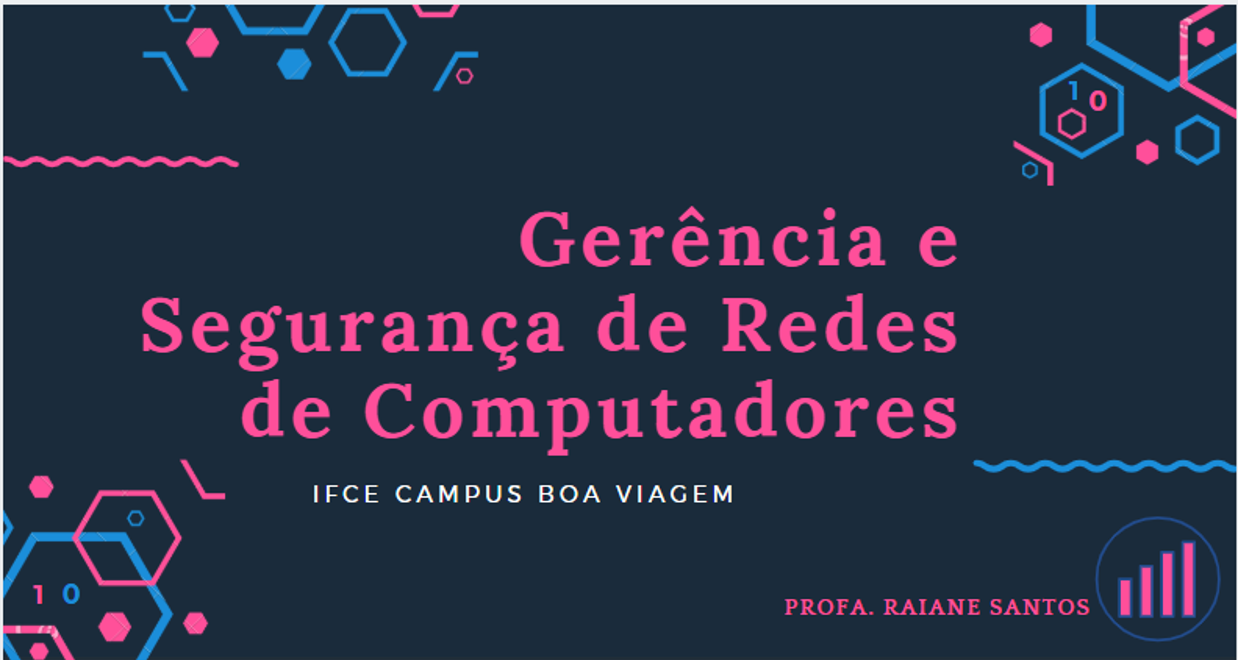 1 0
Gerência e
Segurança de Redes
de Computadores
IFCE CAMPUS BOA VIAGEM
1 0
PROFA. RAIANE SANTOS